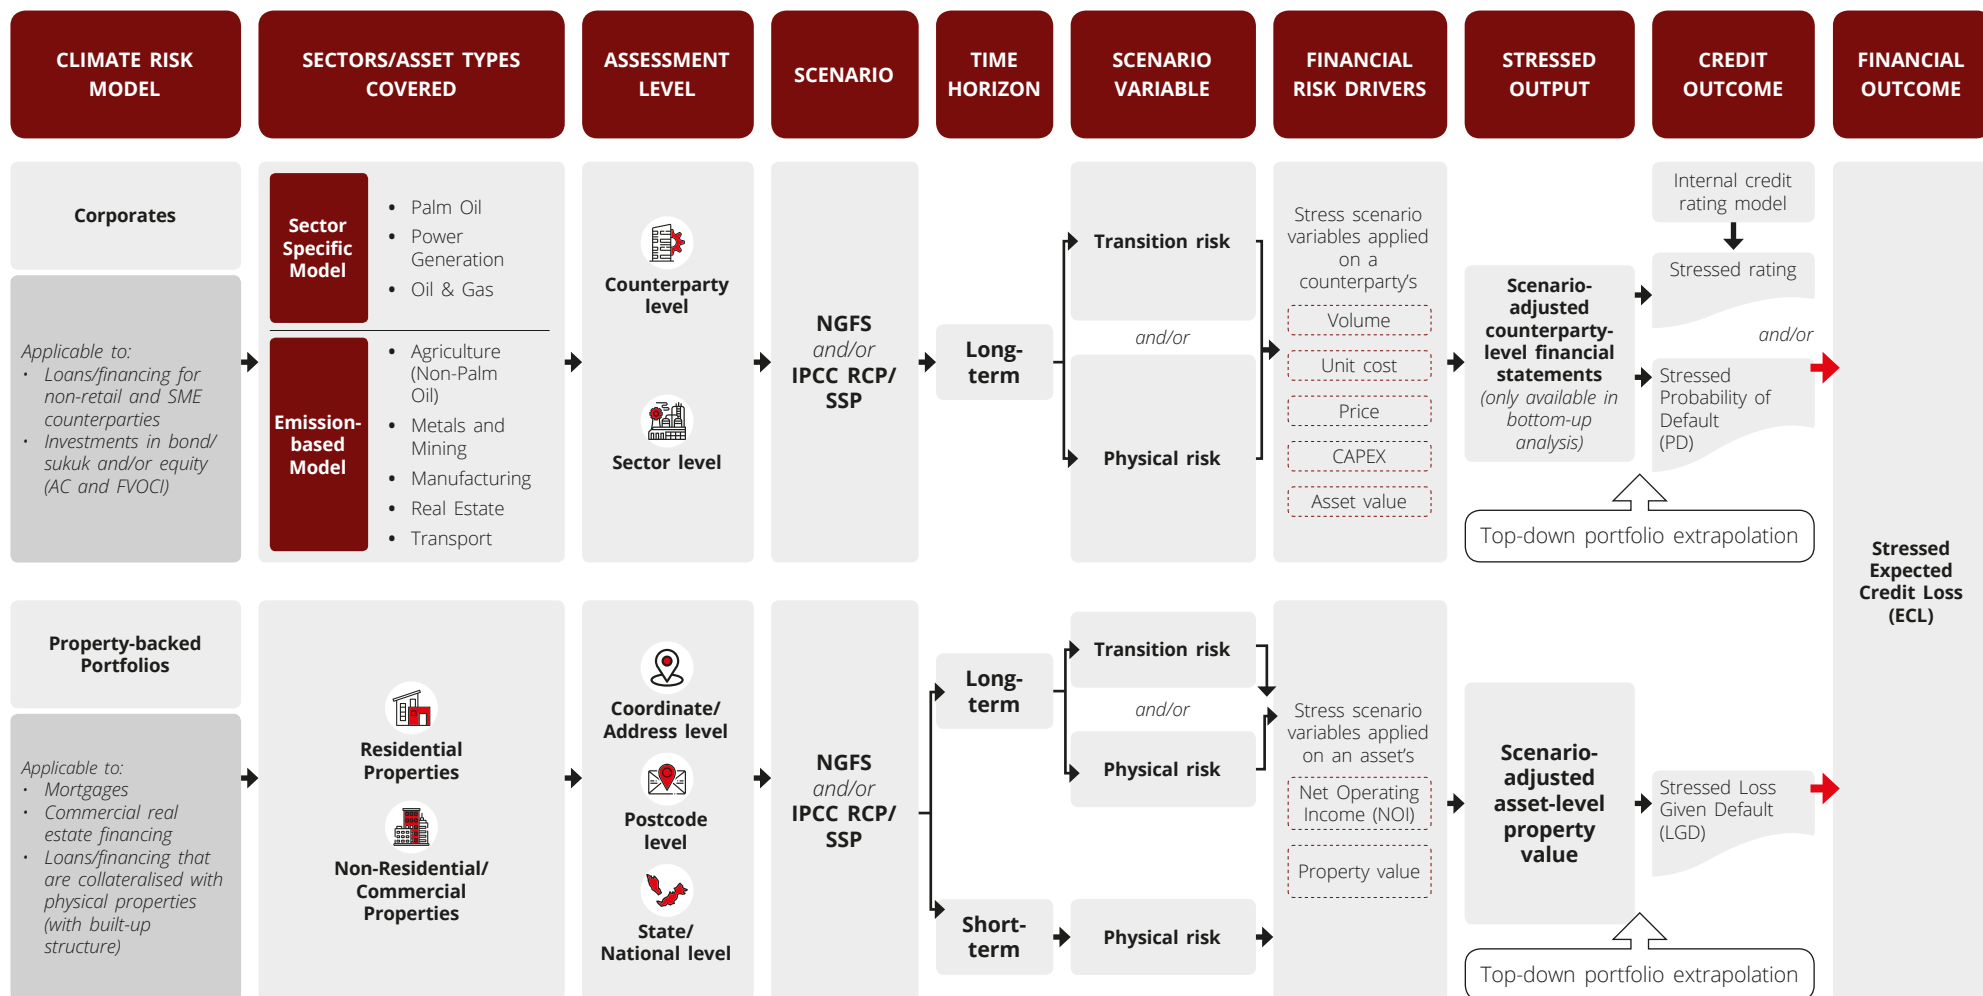 CLIMATE RISK
MODEL
SECTORS/ASSET TYPES
COVERED
ASSESSMENT
LEVEL
SCENARIO
TIME
HORIZON
SCENARIO
VARIABLE
FINANCIAL
RISK DRIVERS
STRESSED
OUTPUT
CREDIT
OUTCOME
FINANCIAL
OUTCOME
Corporates
Applicable to:
• Loans/financing for
non-retail and SME
counterparties
• Investments in bond/
sukuk and/or equity
(AC and FVOCI)
Sector
Specific
Model
• Palm Oil
• Power
Generation
• Oil & Gas
Emission-
based
Model
• Agriculture
(Non-Palm
Oil)
• Metals and
Mining
• Manufacturing
• Real Estate
• Transport
Counterparty
level
Sector level
NGFS
and/or
IPCC RCP/
SSP
Long-
term
Transition risk
and/or
Physical risk
Stress scenario
variables applied
on a
counterparty's
Volume
Unit cost
Price
CAPEX
Asset value
Scenario-
adjusted
counterparty-
level financial
statements
(only available in
bottom-up
analysis)
Internal credit
rating model
Stressed rating
and/or
Stressed
Probability of
Default
(PD)
Top-down portfolio extrapolation
Stressed
Expected
Credit Loss
(ECL)
Property-backed
Portfolios
Applicable to:
• Mortgages
• Commercial real
estate financing
• Loans/financing that
are collateralised with
physical properties
(with built-up
structure)
Residential
Properties
Non-Residential/
Commercial
Properties
Coordinate/
Address level
Postcode
level
State/
National level
NGFS
and/or
IPCC RCP/
SSP
Long-
term
Transition risk
and/or
Physical risk
Short-
term
Physical risk
Stress scenario
variables applied
on an asset's
Net Operating
Income (NOI)
Property value
Scenario-
adjusted
asset-level
property
value
Stressed Loss
Given Default
(LGD)
Top-down portfolio extrapolation